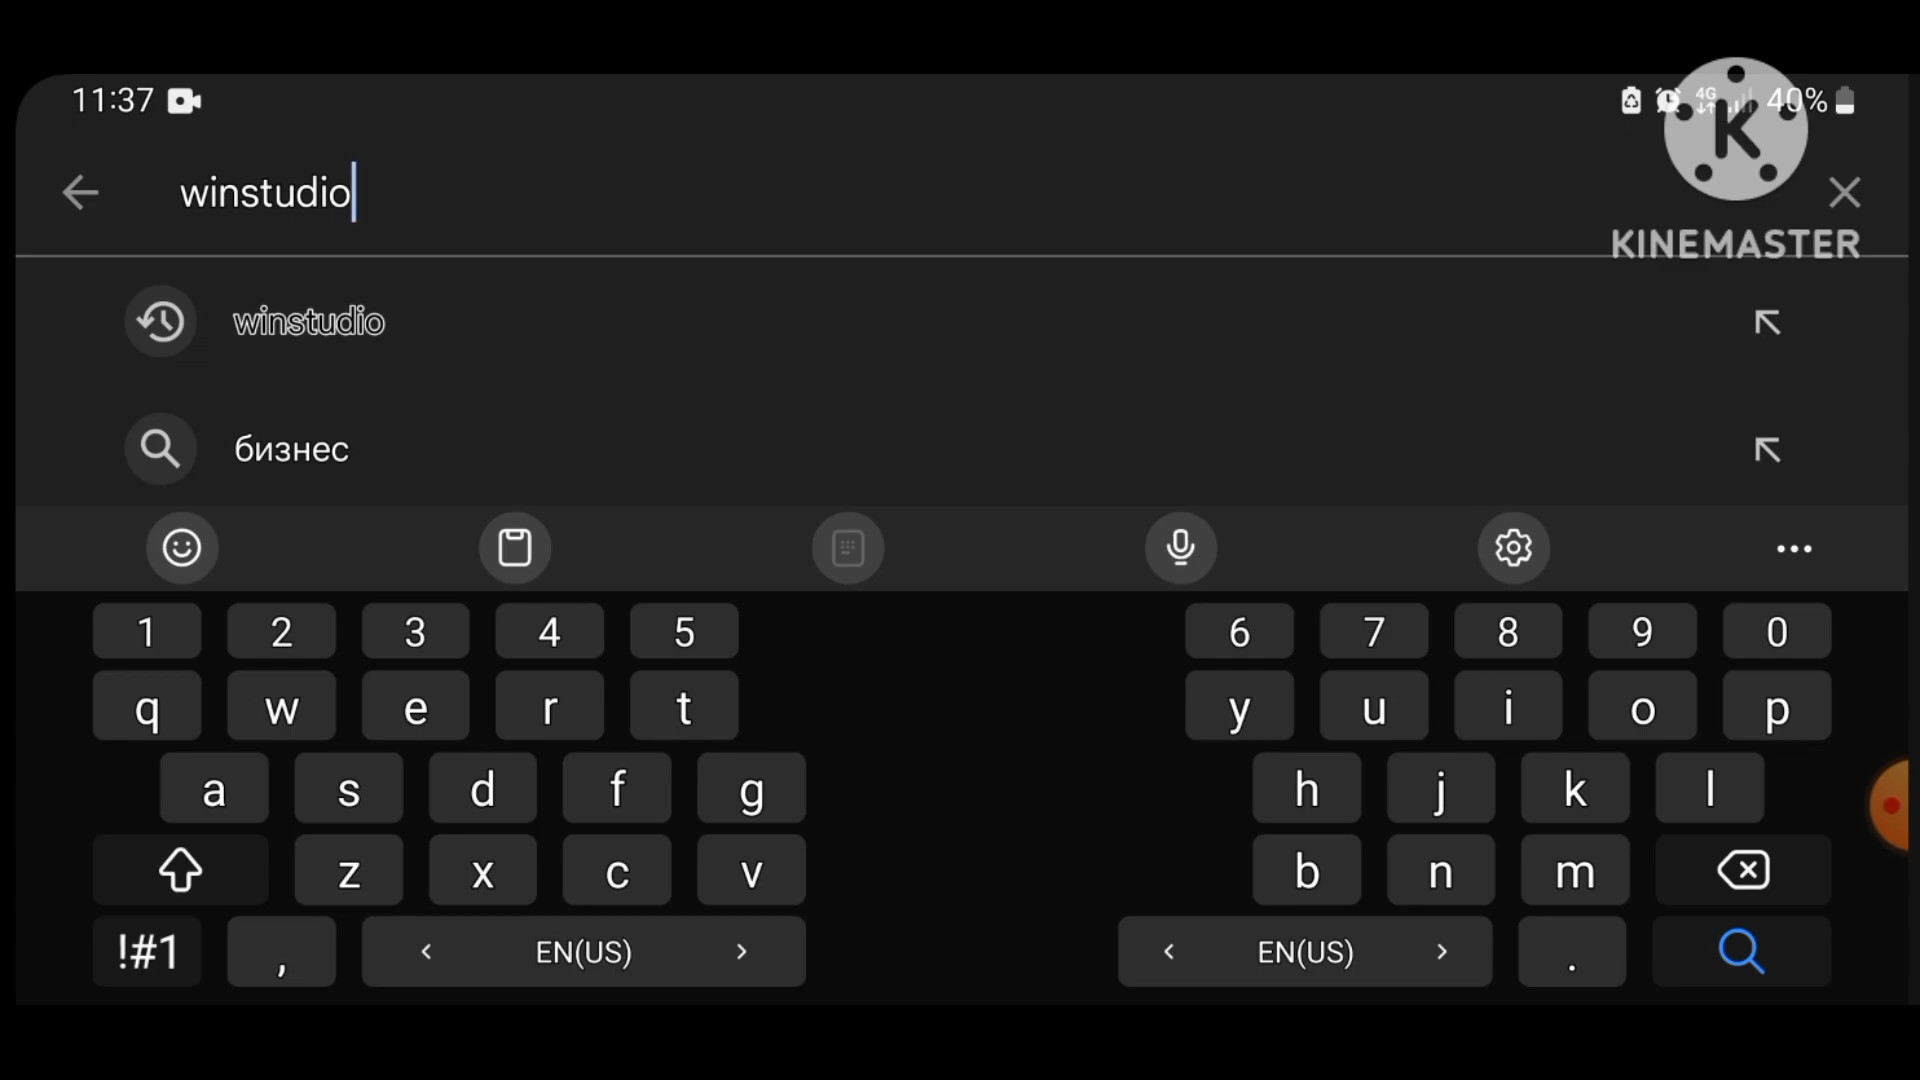 11:37 4G 40%
winstudio
K
KINEMASTER
winstudio
бизнес
1 2 3 4 5 6 7 8 9 0
q w e r t y u i o p
a s d f g h j k l
z x c v b n m
!#1 , < EN(US) > < EN(US) > .